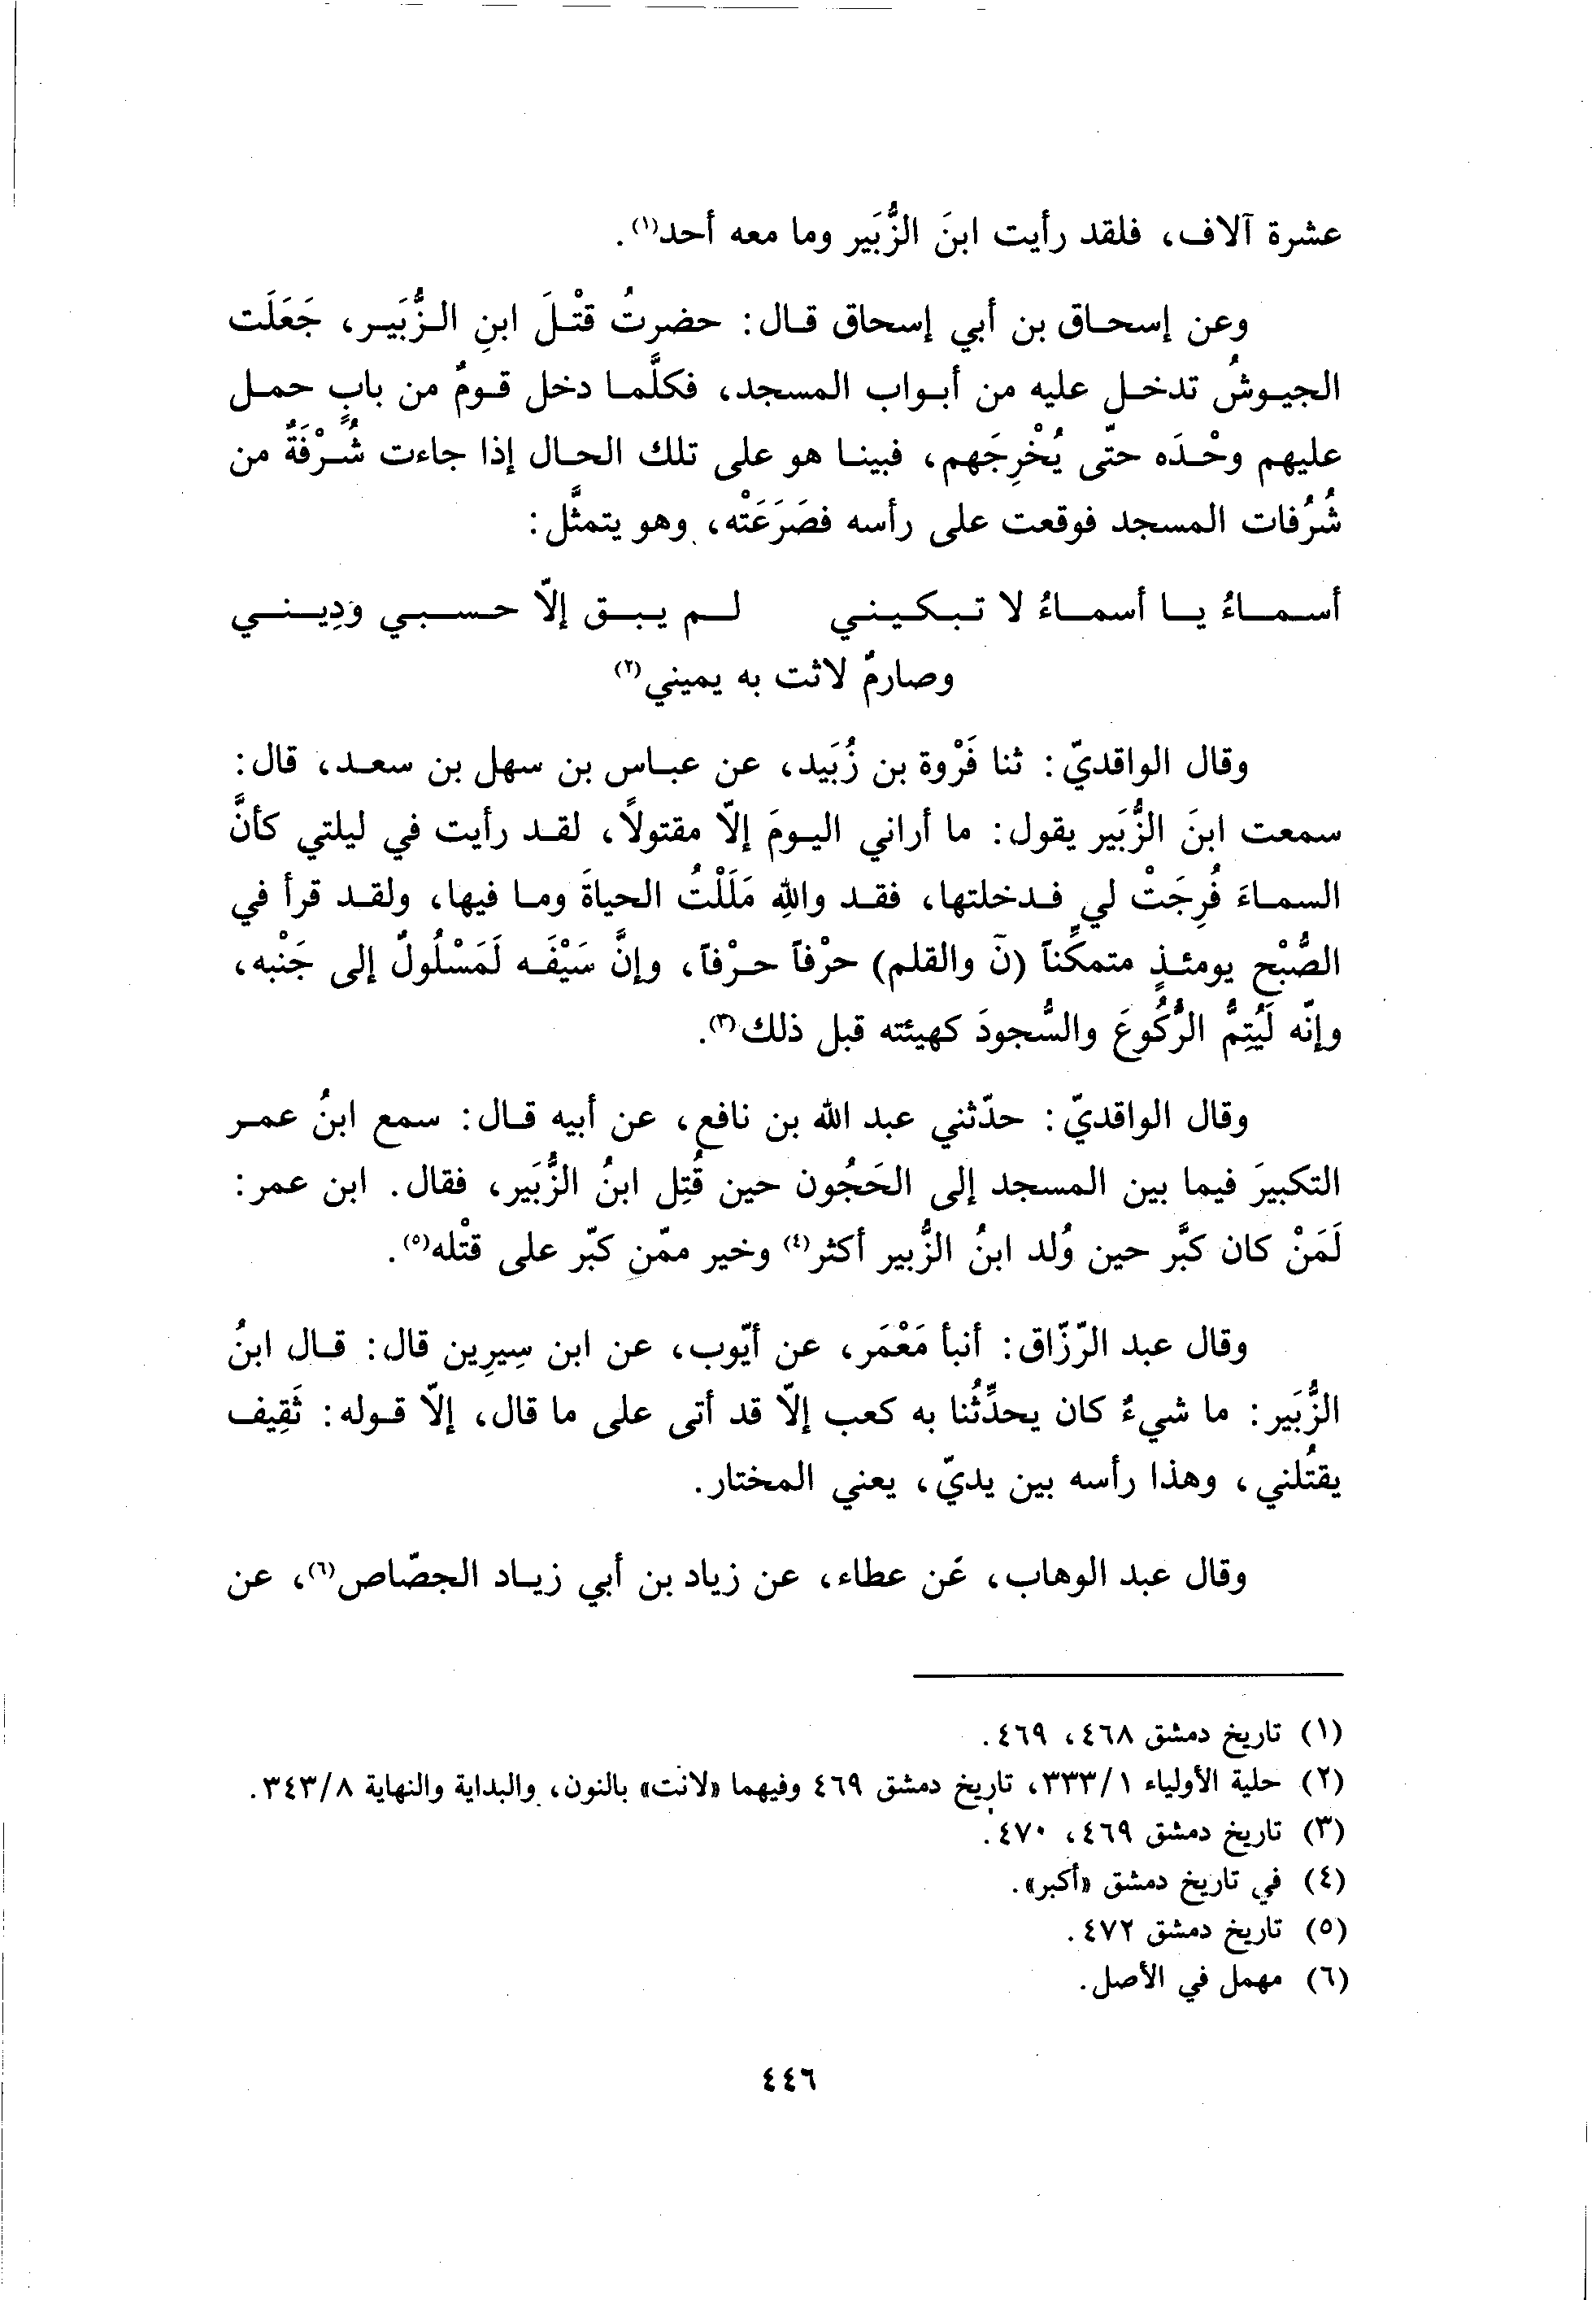 عشرة آلاف، فلقد رأيت ابنَ الزُّبَير وما معه أحد(١).
وعن إسحاق بن أبي إسحاق قال: حضرتُ قتْلَ ابنِ الزُّبَير، جَعَلَت
الجيوشُ تدخل عليه من أبواب المسجد، فكلَّما دخل قومٌ من بابٍ حمل
عليهم وحْدَه حتّى يُخْرِجَهم، فبينا هو على تلك الحال إذا جاءت شُرْفَةٌ من
شُرُفات المسجد فوقعت على رأسه فصَرَعَتْه، وهو يتمثَّل:
أسماءُ يا أسماءُ لا تبكيني لم يبق إلّا حسبي ودِيني
وصارمٌ لاثت به يميني(٢)
وقال الواقديّ: ثنا فَرْوة بن زُبَيد، عن عباس بن سهل بن سعد، قال:
سمعت ابنَ الزُّبَير يقول: ما أراني اليومَ إلّا مقتولاً، لقد رأيت في ليلتي كأنَّ
السماءَ فُرِجَتْ لي فدخلتها، فقد واللهِ مَلَلْتُ الحياةَ وما فيها، ولقد قرأ في
الصُّبْح يومئذٍ متمكِّناً (نۤ والقلم) حرْفاً حرْفاً، وإنَّ سَيْفَه لَمَسْلُولٌ إلى جَنْبه،
وإنّه لَيُتِمُّ الرُّكُوعَ والسُّجودَ كهيئته قبل ذلك(٣).
وقال الواقديّ: حدّثني عبد الله بن نافع، عن أبيه قال: سمع ابنُ عمر
التكبيرَ فيما بين المسجد إلى الحَجُون حين قُتِل ابنُ الزُّبَير، فقال. ابن عمر:
لَمَنْ كان كبَّر حين وُلد ابنُ الزُّبير أكثر(٤) وخير ممّن كبّر على قتْله(٥).
وقال عبد الرّزّاق: أنبأ مَعْمَر، عن أيّوب، عن ابن سِيرِين قال: قال ابنُ
الزُّبَير: ما شيءٌ كان يحدِّثُنا به كعب إلّا قد أتى على ما قال، إلّا قوله: ثَقِيف
يقتُلني، وهذا رأسه بين يديّ، يعني المختار.
وقال عبد الوهاب، عَن عطاء، عن زياد بن أبي زياد الجصّاص(٦)، عن
(١) تاريخ دمشق ٤٦٨، ٤٦٩.
(٢) حلية الأولياء ٣٣٣/١، تاريخ دمشق ٤٦٩ وفيهما «لانت» بالنون، والبداية والنهاية ٣٤٣/٨.
(٣) تاريخ دمشق ٤٦٩، ٤٧٠.
(٤) في تاريخ دمشق «أكبر».
(٥) تاريخ دمشق ٤٧٢.
(٦) مهمل في الأصل.
٤٤٦